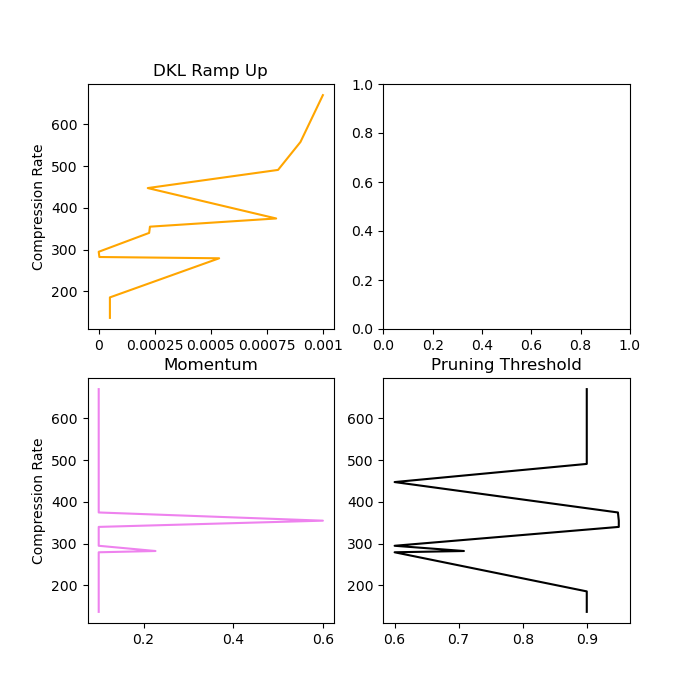 DKL Ramp Up
Compression Rate
600
500
400
300
200
0 0.00025 0.0005 0.00075 0.001
1.0
0.8
0.6
0.4
0.2
0.0
0.0 0.2 0.4 0.6 0.8 1.0
Momentum
Compression Rate
600
500
400
300
200
0.2 0.4 0.6
Pruning Threshold
600
500
400
300
200
0.6 0.7 0.8 0.9